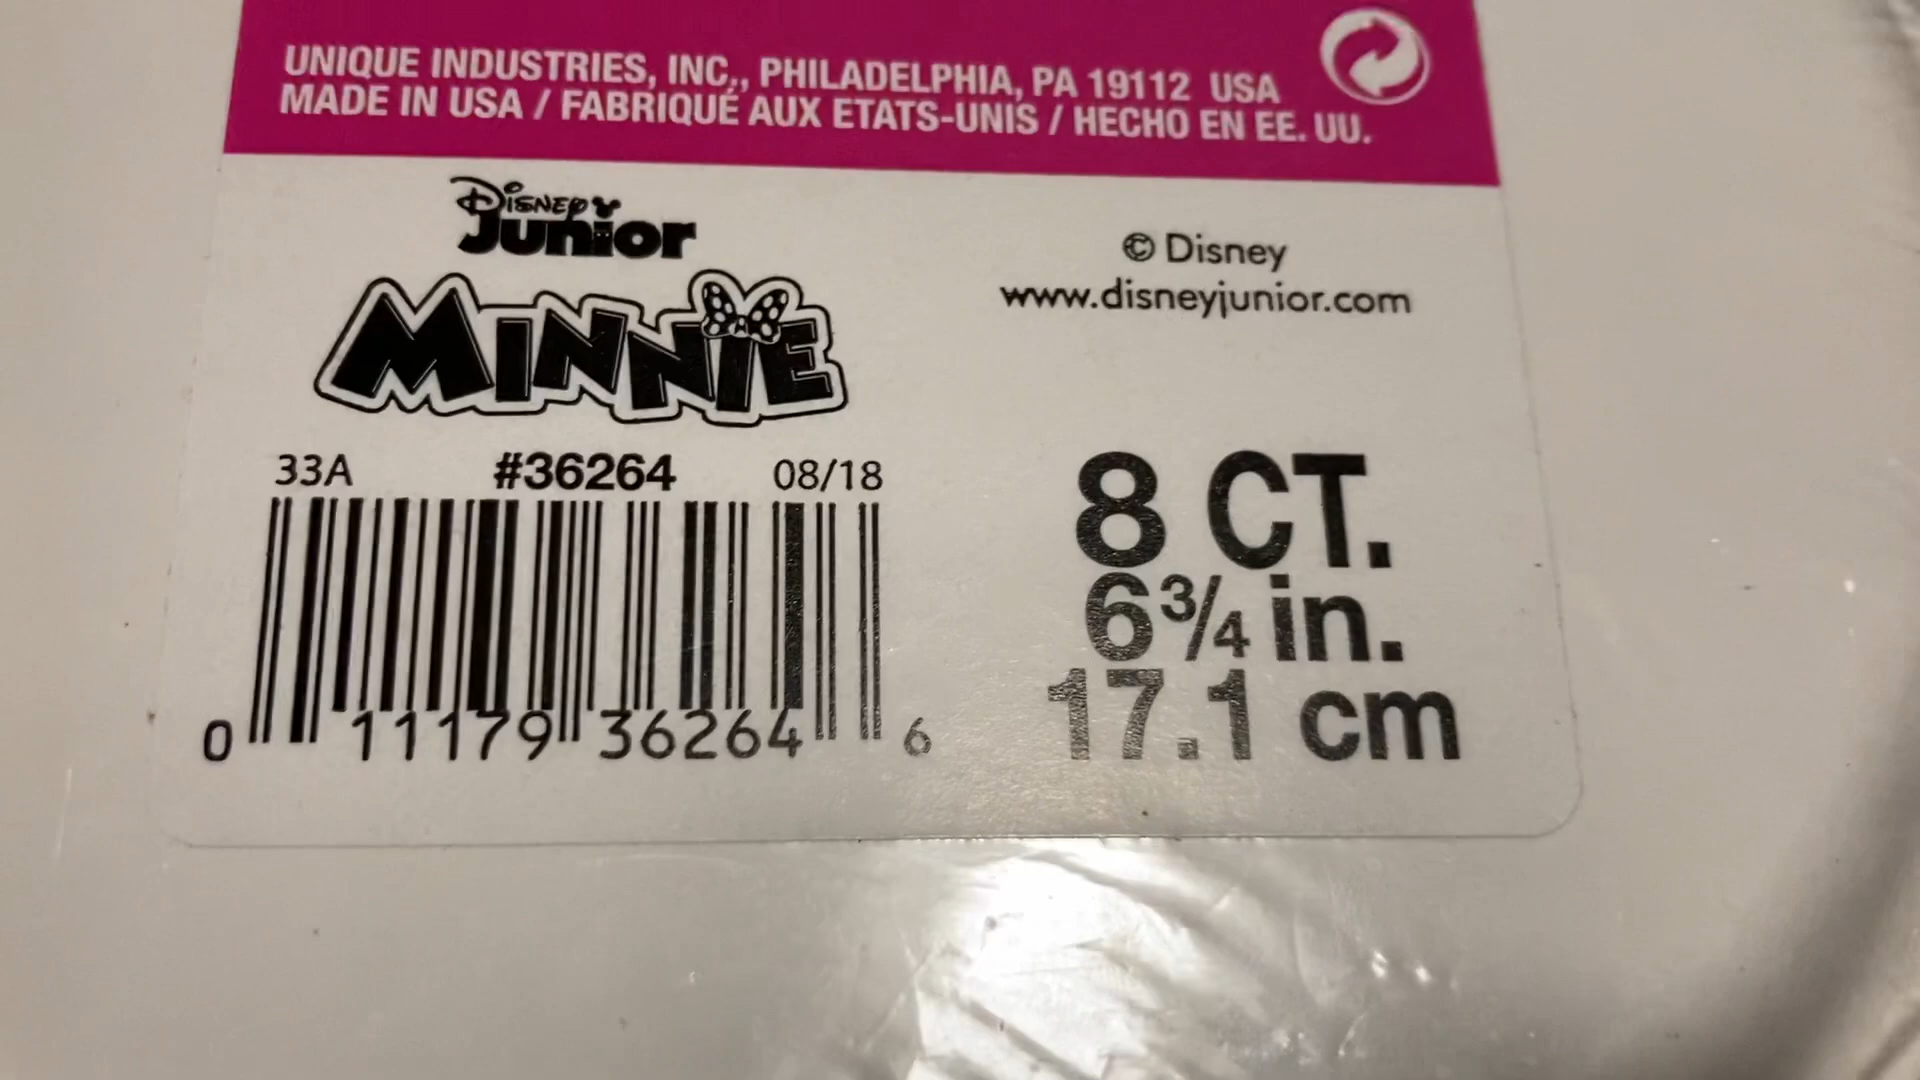 UNIQUE INDUSTRIES, INC., PHILADELPHIA, PA 19112 USA
MADE IN USA / FABRIQUÉ AUX ETATS-UNIS / HECHO EN EE. UU.
Disney
Junior
MINNIE
© Disney
www.disneyjunior.com
33A #36264 08/18
0 11179 36264 6
8 CT.
6 3/4 in.
17.1 cm